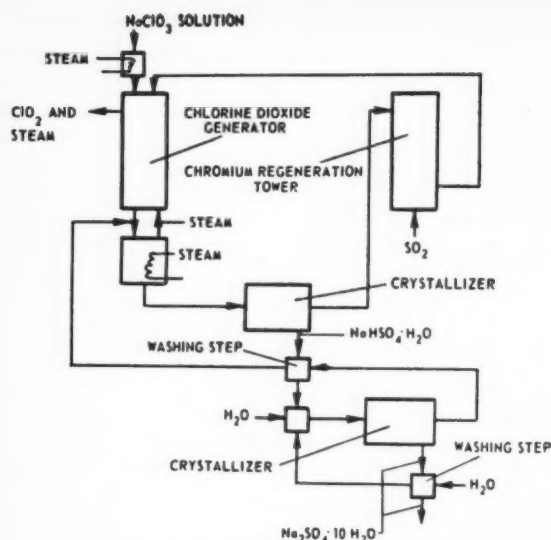 NaClO₃ SOLUTION
STEAM
ClO₂ AND
STEAM
CHLORINE DIOXIDE
GENERATOR
CHROMIUM REGENERATION
TOWER
STEAM
SO₂
STEAM
CRYSTALLIZER
NaHSO₄·H₂O
WASHING STEP
H₂O
CRYSTALLIZER
WASHING
STEP
H₂O
Na₂SO₄·10 H₂O